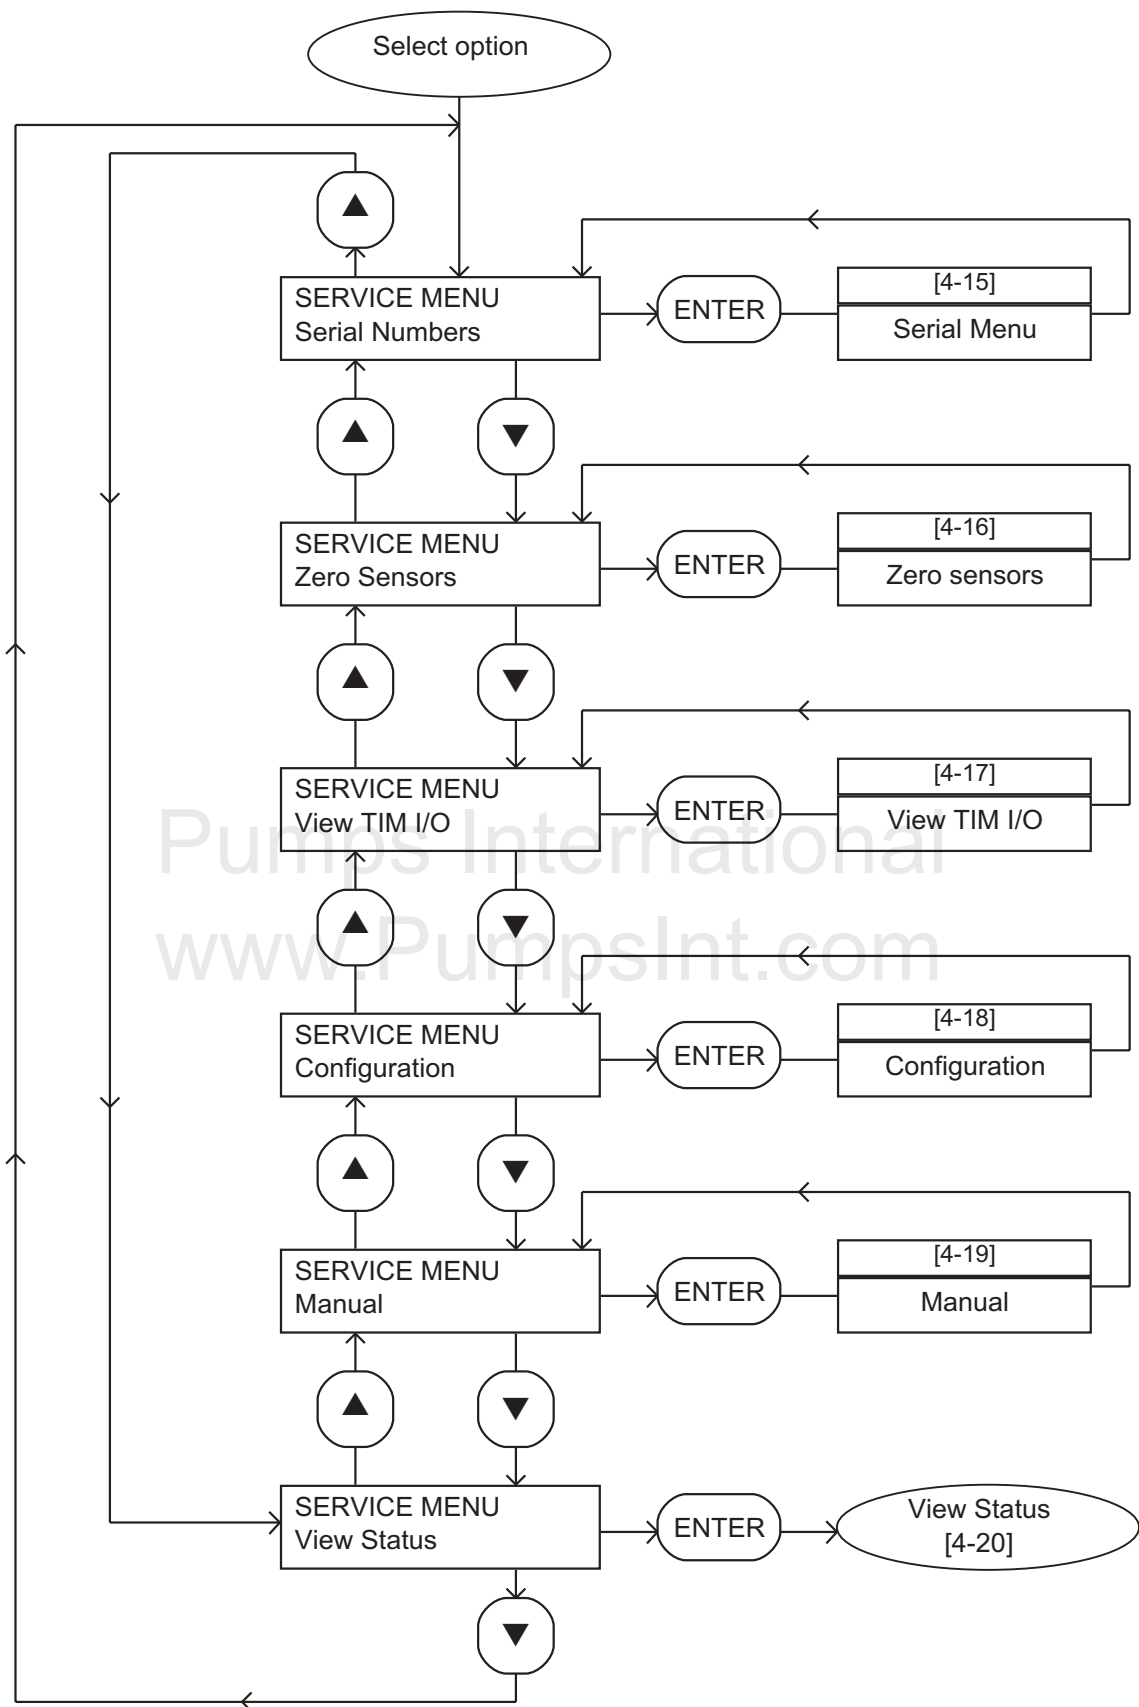 Select option
SERVICE MENU
Serial Numbers
ENTER
[4-15]
Serial Menu
SERVICE MENU
Zero Sensors
ENTER
[4-16]
Zero sensors
SERVICE MENU
View TIM I/O
ENTER
[4-17]
View TIM I/O
Pumps International
www.PumpsInt.com
SERVICE MENU
Configuration
ENTER
[4-18]
Configuration
SERVICE MENU
Manual
ENTER
[4-19]
Manual
SERVICE MENU
View Status
ENTER
View Status
[4-20]